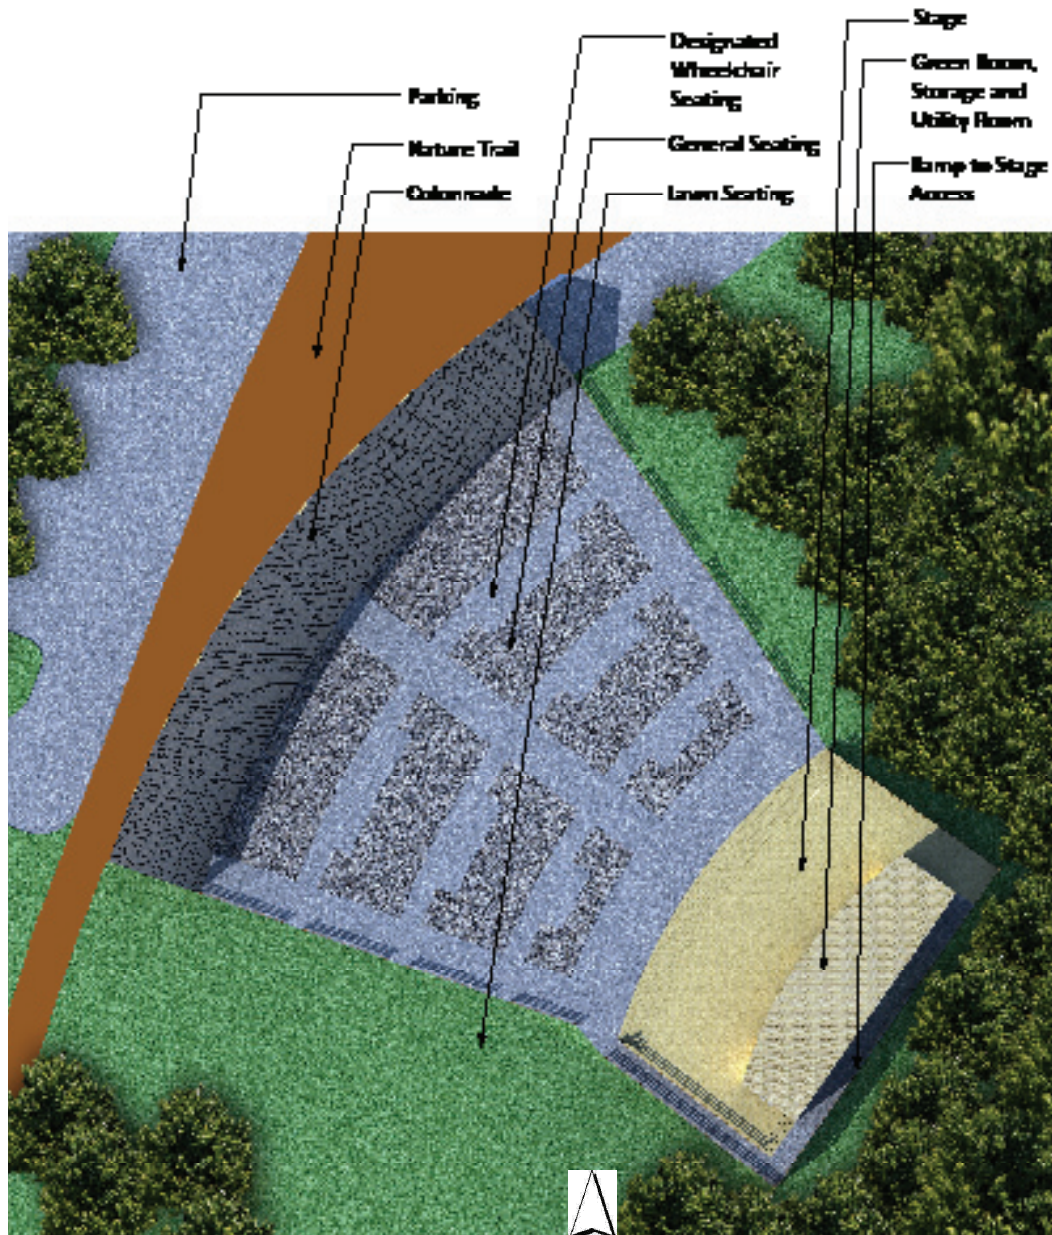 Parking
Nature Trail
Colonnade
Designated
Wheelchair
Seating
General Seating
Lawn Seating
Stage
Green Room,
Storage and
Utility Room
Ramp to Stage
Access